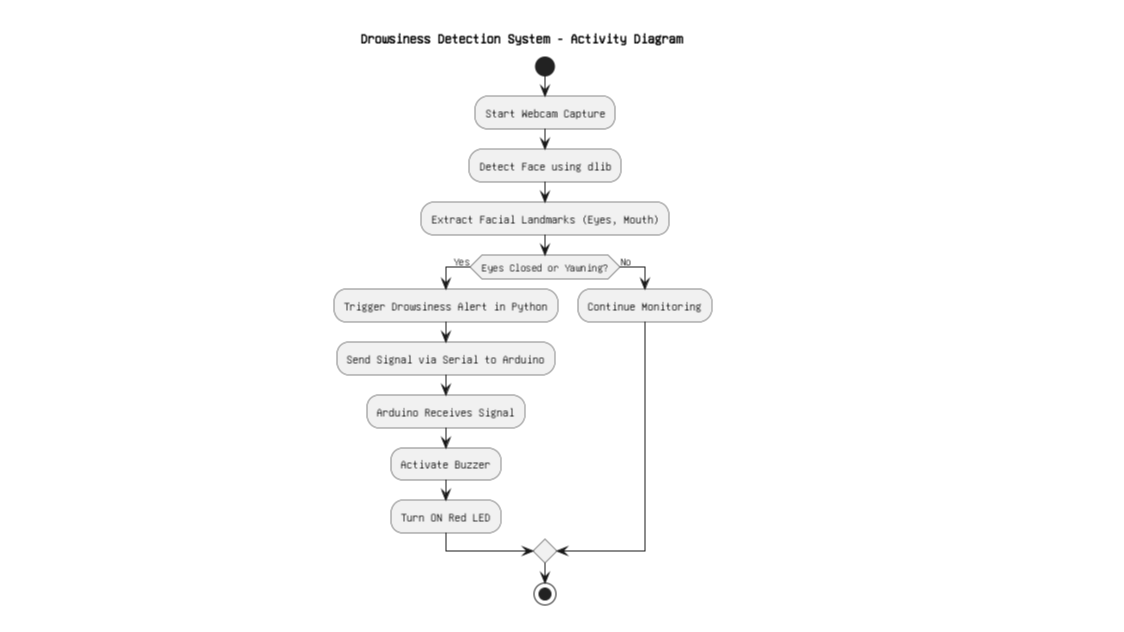 Drowsiness Detection System - Activity Diagram
Start Webcam Capture
Detect Face using dlib
Extract Facial Landmarks (Eyes, Mouth)
Yes
Eyes Closed or Yawning?
No
Trigger Drowsiness Alert in Python
Continue Monitoring
Send Signal via Serial to Arduino
Arduino Receives Signal
Activate Buzzer
Turn ON Red LED